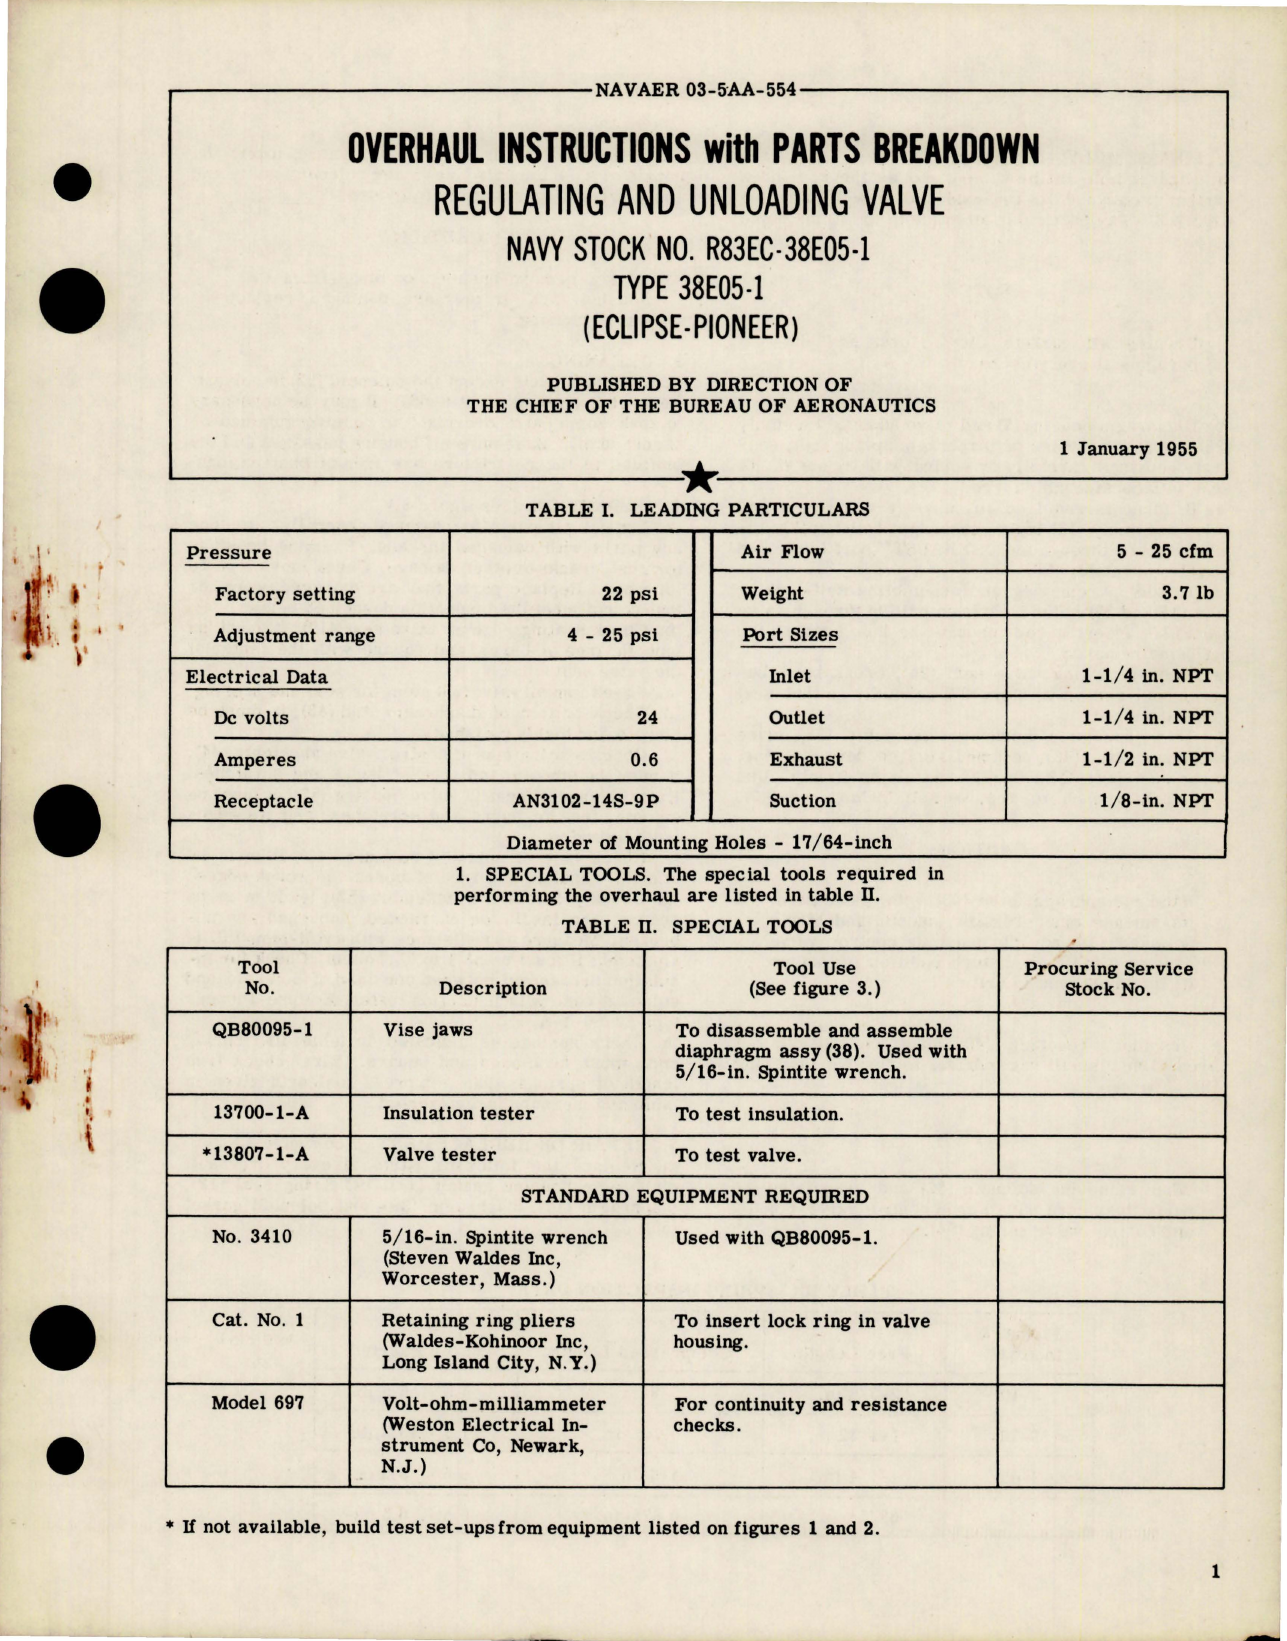 NAVAER 03-5AA-554
OVERHAUL INSTRUCTIONS with PARTS BREAKDOWN
REGULATING AND UNLOADING VALVE
NAVY STOCK NO. R83EC-38E05-1
TYPE 38E05-1
(ECLIPSE-PIONEER)
PUBLISHED BY DIRECTION OF
THE CHIEF OF THE BUREAU OF AERONAUTICS
1 January 1955
TABLE I. LEADING PARTICULARS
Pressure
Factory setting 22 psi
Adjustment range 4 - 25 psi
Electrical Data
Dc volts 24
Amperes 0.6
Receptacle AN3102-14S-9P
Air Flow 5 - 25 cfm
Weight 3.7 lb
Port Sizes
Inlet 1-1/4 in. NPT
Outlet 1-1/4 in. NPT
Exhaust 1-1/2 in. NPT
Suction 1/8-in. NPT
Diameter of Mounting Holes - 17/64-inch
1. SPECIAL TOOLS. The special tools required in
performing the overhaul are listed in table II.
TABLE II. SPECIAL TOOLS
Tool
No.
Description
Tool Use
(See figure 3.)
Procuring Service
Stock No.
QB80095-1
Vise jaws
To disassemble and assemble
diaphragm assy (38). Used with
5/16-in. Spintite wrench.
13700-1-A
Insulation tester
To test insulation.
*13807-1-A
Valve tester
To test valve.
STANDARD EQUIPMENT REQUIRED
No. 3410
5/16-in. Spintite wrench
(Steven Waldes Inc,
Worcester, Mass.)
Used with QB80095-1.
Cat. No. 1
Retaining ring pliers
(Waldes-Kohinoor Inc,
Long Island City, N.Y.)
To insert lock ring in valve
housing.
Model 697
Volt-ohm-milliammeter
(Weston Electrical In-
strument Co, Newark,
N.J.)
For continuity and resistance
checks.
* If not available, build test set-ups from equipment listed on figures 1 and 2.
1